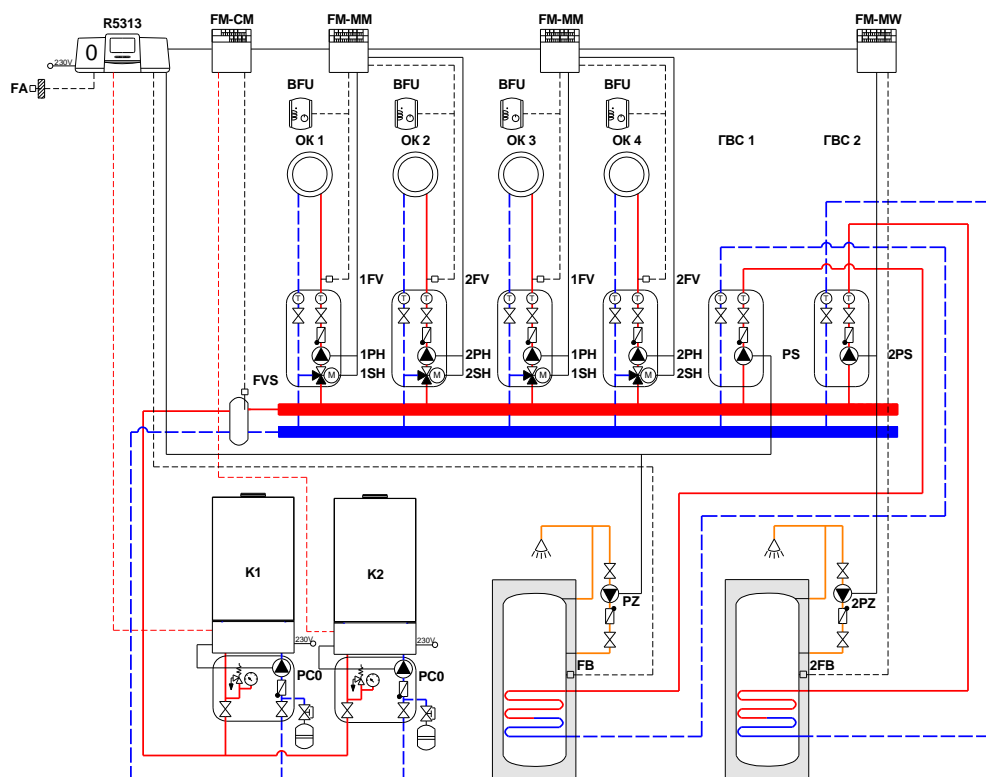 R5313 FM-CM FM-MM FM-MM FM-MW
0
230V
FA
BFU BFU BFU BFU
ОК 1 ОК 2 ОК 3 ОК 4 ГВС 1 ГВС 2
1FV 2FV 1FV 2FV
T T T T T T T T T T T T
1PH 2PH 1PH 2PH PS 2PS
1SH 2SH 1SH 2SH
M M M M
FVS
K1 K2
PZ 2PZ
230V 230V
FB 2FB
PC0 PC0